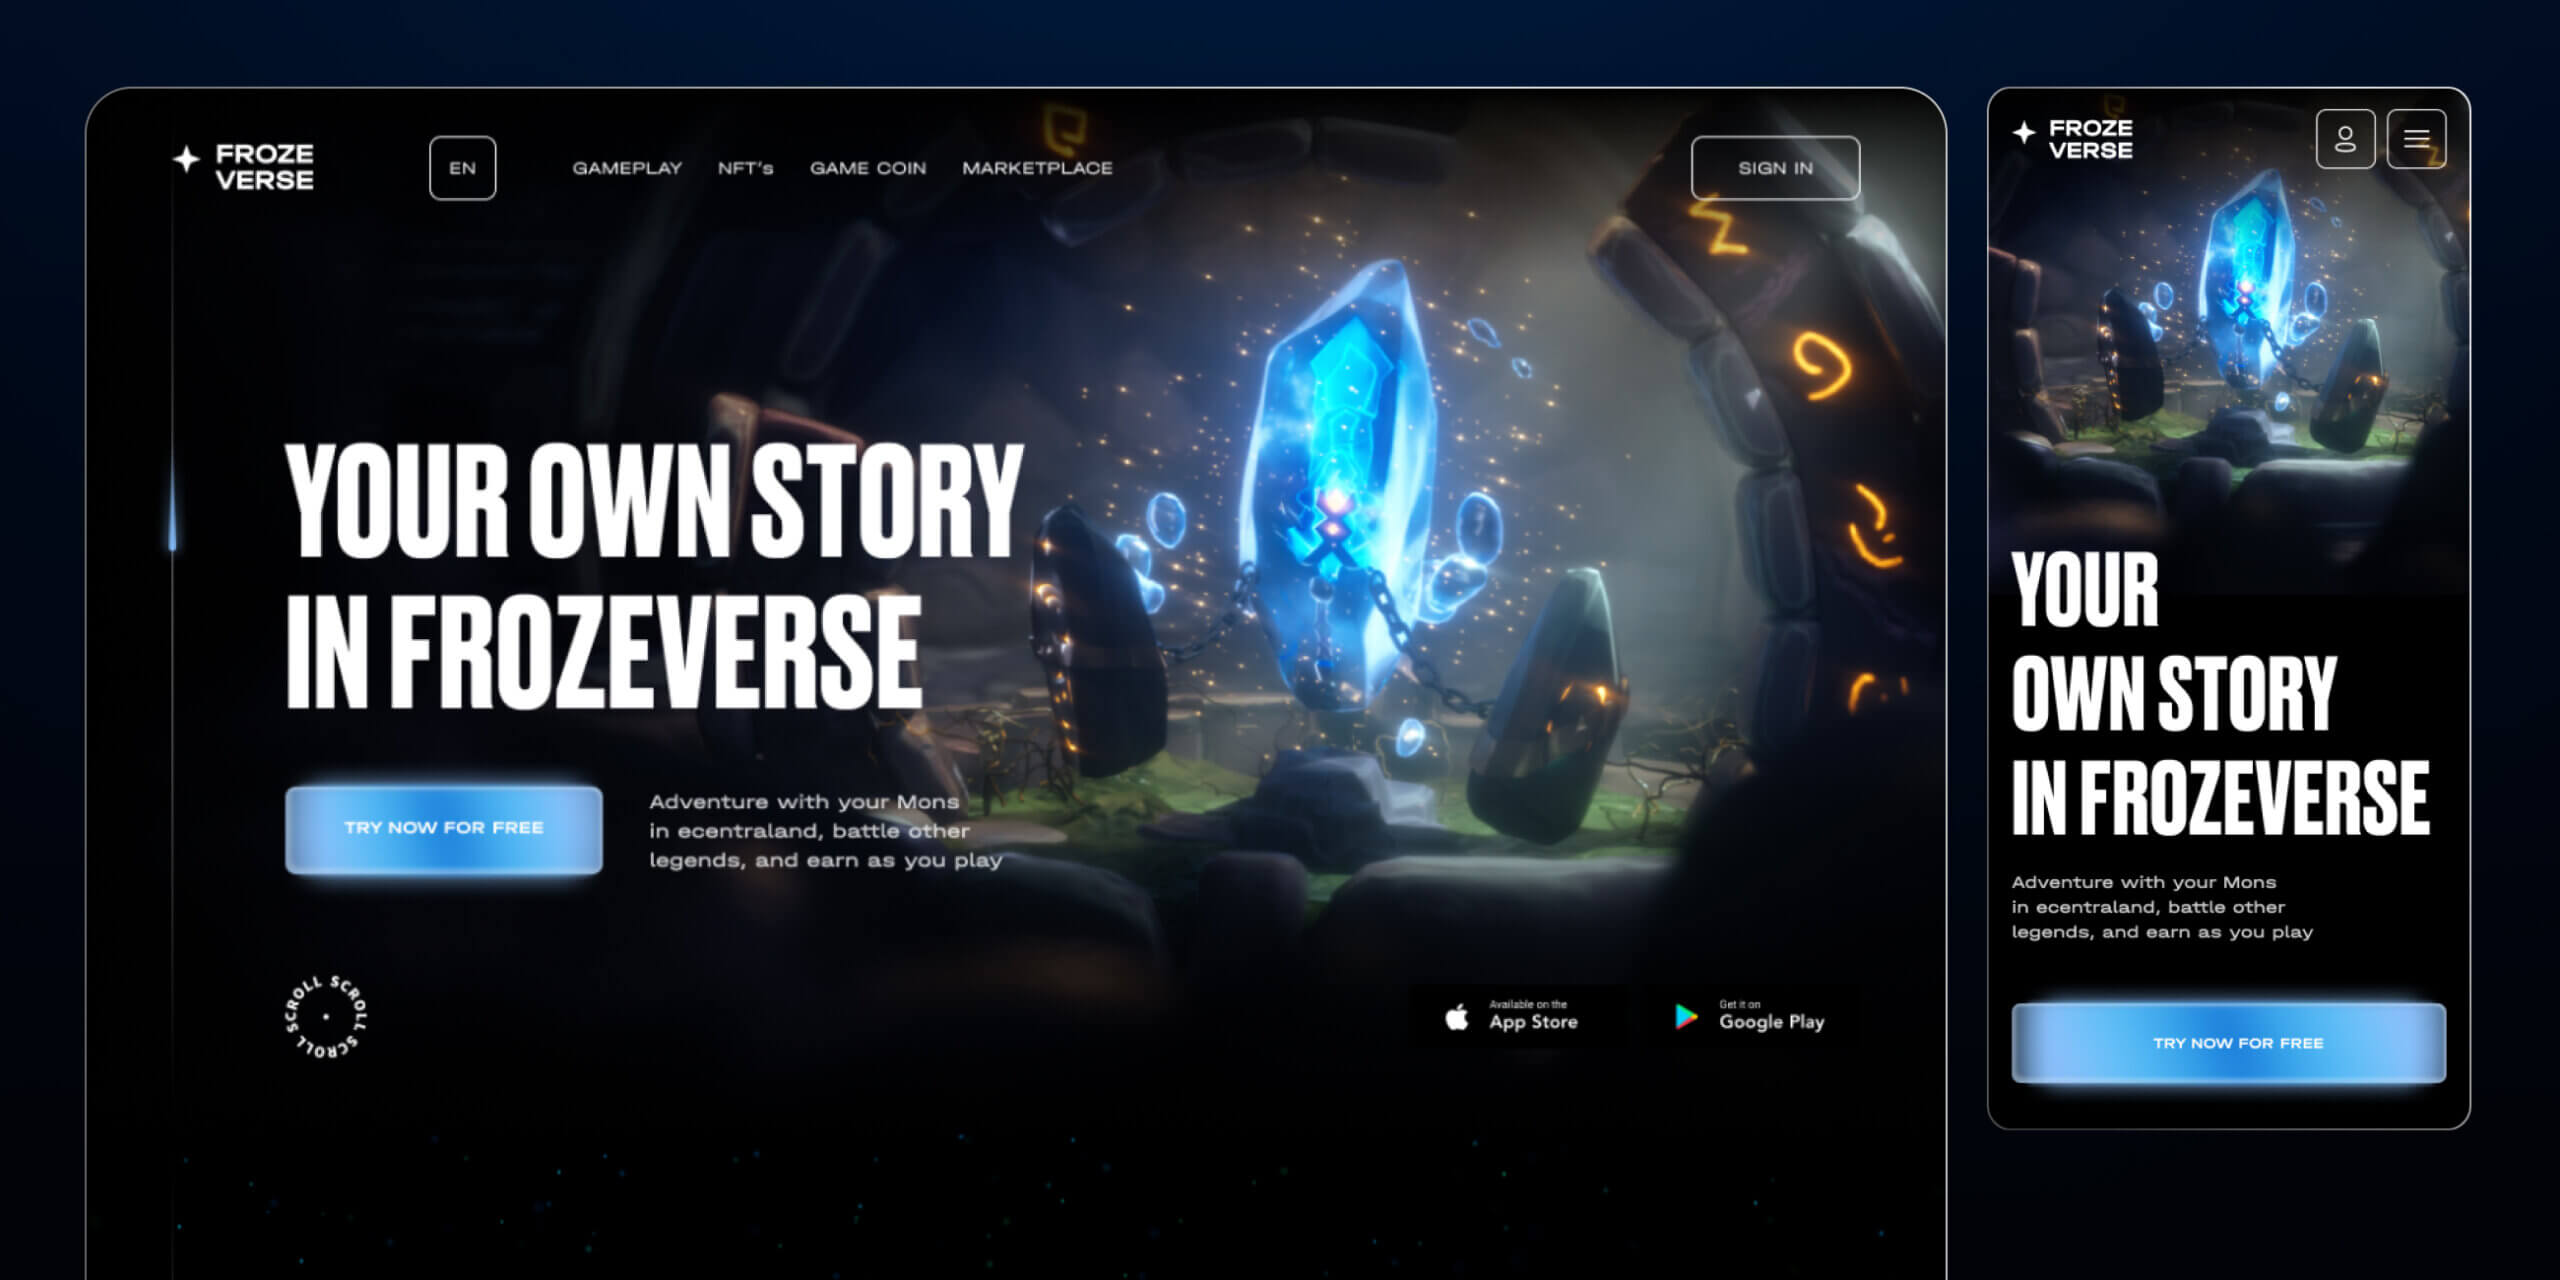 FROZE
VERSE
EN
GAMEPLAY NFT's GAME COIN MARKETPLACE
SIGN IN
YOUR OWN STORY
IN FROZEVERSE
TRY NOW FOR FREE
Adventure with your Mons
in ecentraland, battle other
legends, and earn as you play
SCROLL SCROLL SCROLL
Available on the
App Store
Get it on
Google Play
FROZE
VERSE
YOUR
OWN STORY
IN FROZEVERSE
Adventure with your Mons
in ecentraland, battle other
legends, and earn as you play
TRY NOW FOR FREE